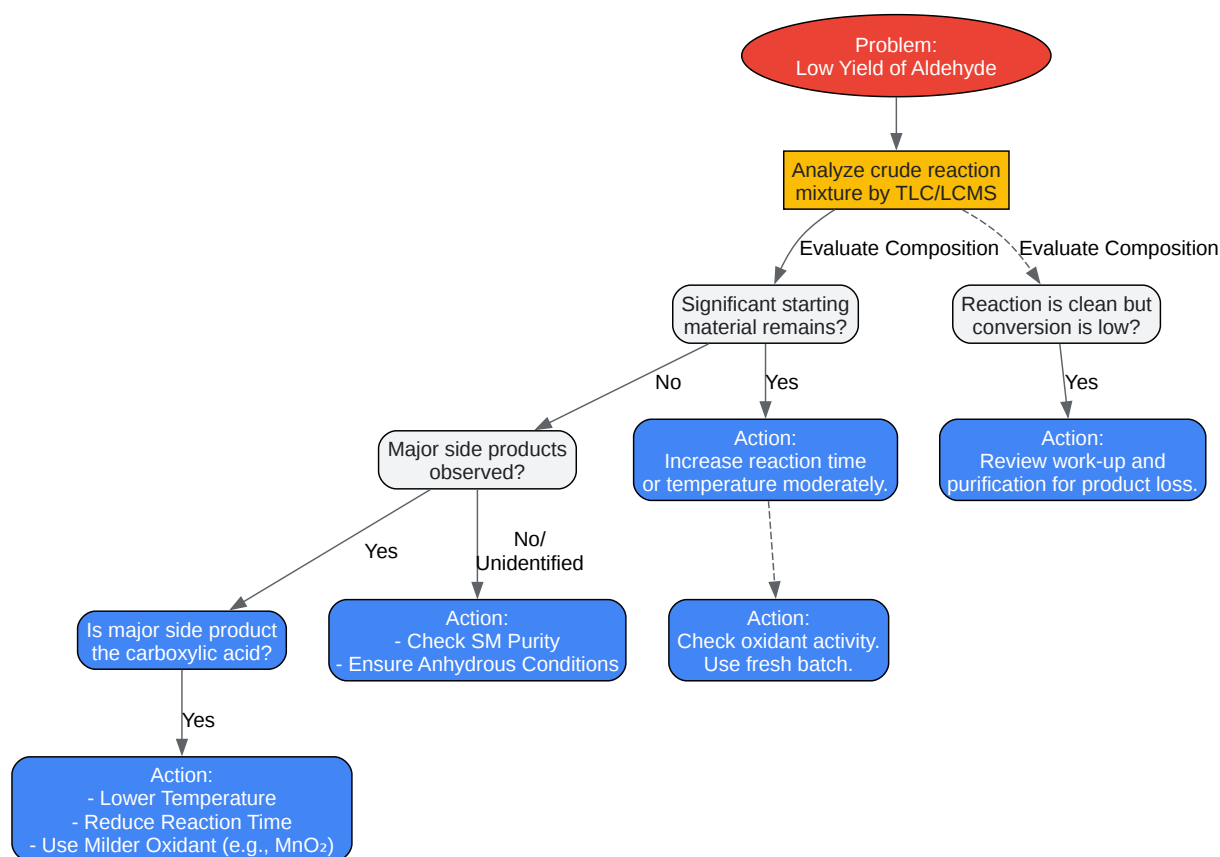 Problem:
Low Yield of Aldehyde
Analyze crude reaction
mixture by TLC/LCMS
Evaluate Composition
Evaluate Composition
Significant starting
material remains?
Reaction is clean but
conversion is low?
No
Yes
Yes
Major side products
observed?
Action:
Increase reaction time
or temperature moderately.
Action:
Review work-up and
purification for product loss.
Yes
No/
Unidentified
Is major side product
the carboxylic acid?
Action:
- Check SM Purity
- Ensure Anhydrous Conditions
Action:
Check oxidant activity.
Use fresh batch.
Yes
Action:
- Lower Temperature
- Reduce Reaction Time
- Use Milder Oxidant (e.g., MnO₂)